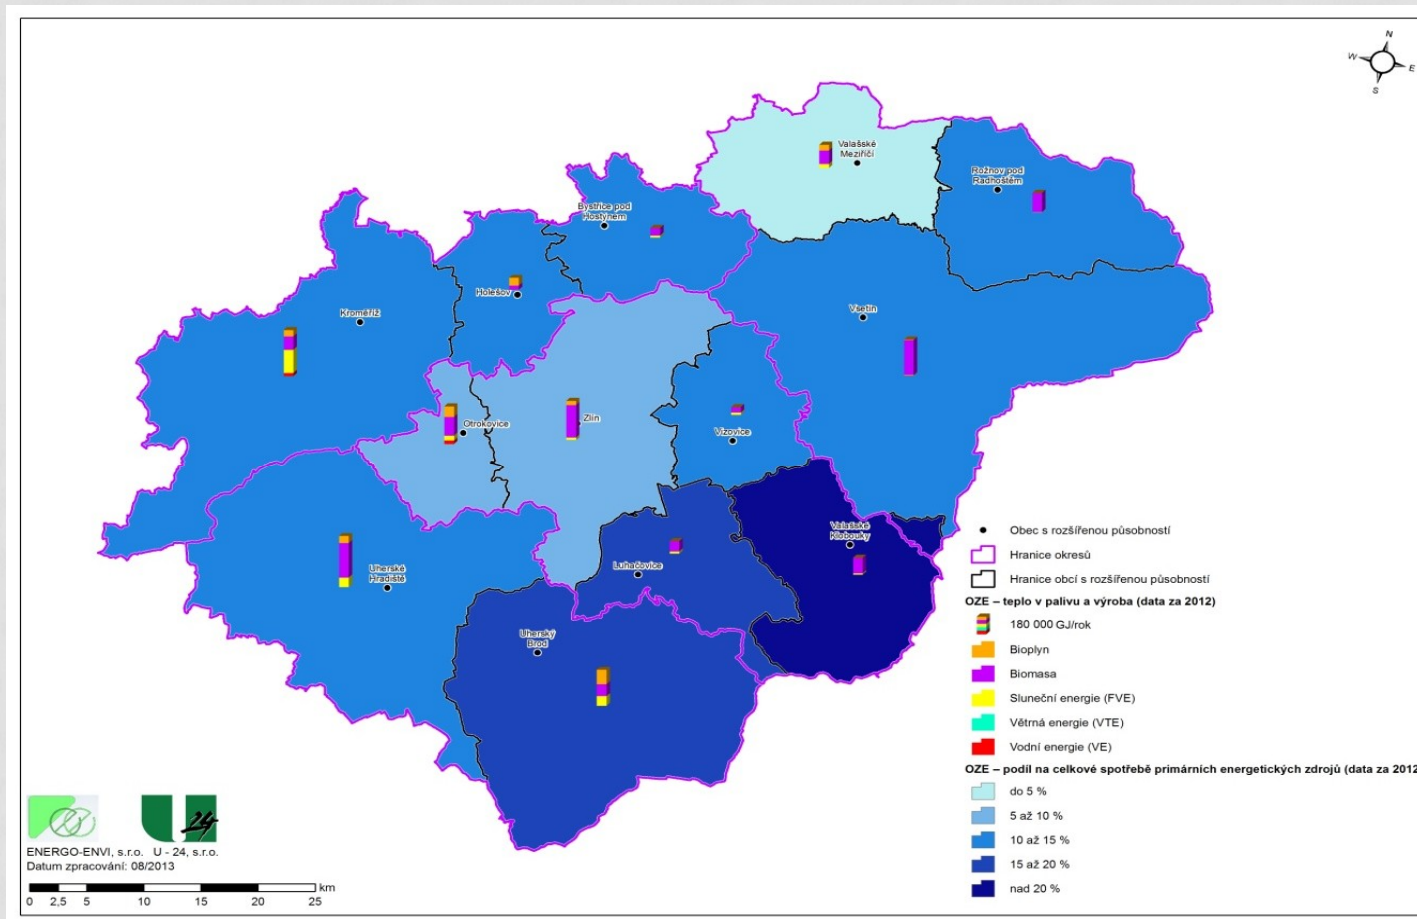 N
W
E
S
Valašské
Meziříčí
Rožnov pod
Radhoštěm
Bystřice pod
Hostýnem
Holešov
Kroměříž
Vsetín
Otrokovice
Zlín
Vizovice
Valašské
Klobouky
Uherské
Hradiště
Luhačovice
Uherský
Brod
Obec s rozšířenou působností
Hranice okresů
Hranice obcí s rozšířenou působností
OZE – teplo v palivu a výroba (data za 2012)
180 000 GJ/rok
Bioplyn
Biomasa
Sluneční energie (FVE)
Větrná energie (VTE)
Vodní energie (VE)
OZE – podíl na celkové spotřebě primárních energetických zdrojů (data za 2012
do 5 %
5 až 10 %
10 až 15 %
15 až 20 %
nad 20 %
U 24
ENERGO-ENVI, s.r.o. U - 24, s.r.o.
Datum zpracování: 08/2013
km
0 2,5 5 10 15 20 25